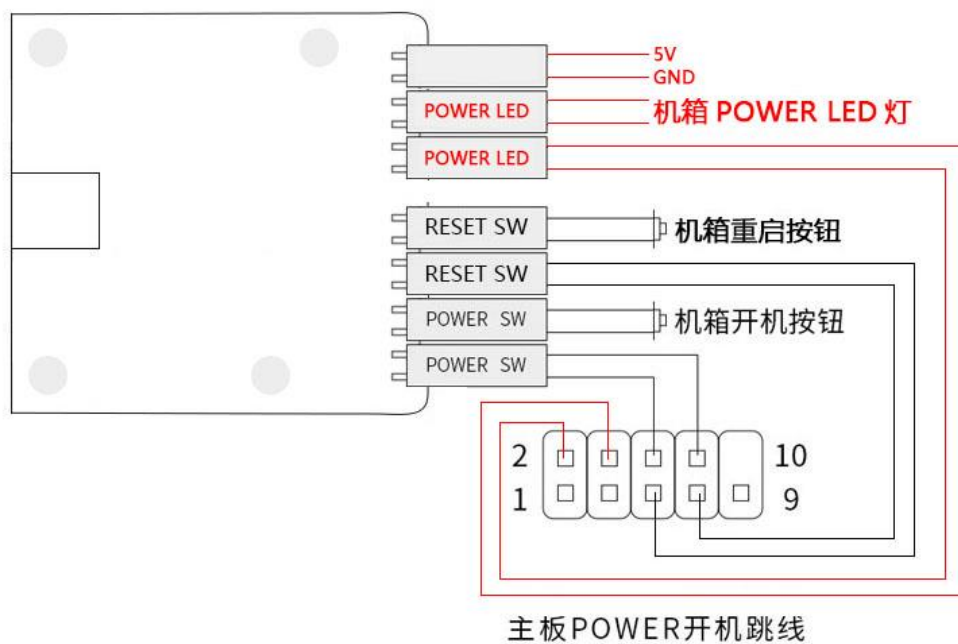 5V
GND
POWER LED
机箱 POWER LED 灯
POWER LED
RESET SW
机箱重启按钮
RESET SW
POWER SW
机箱开机按钮
POWER SW
2
10
1
9
主板POWER开机跳线